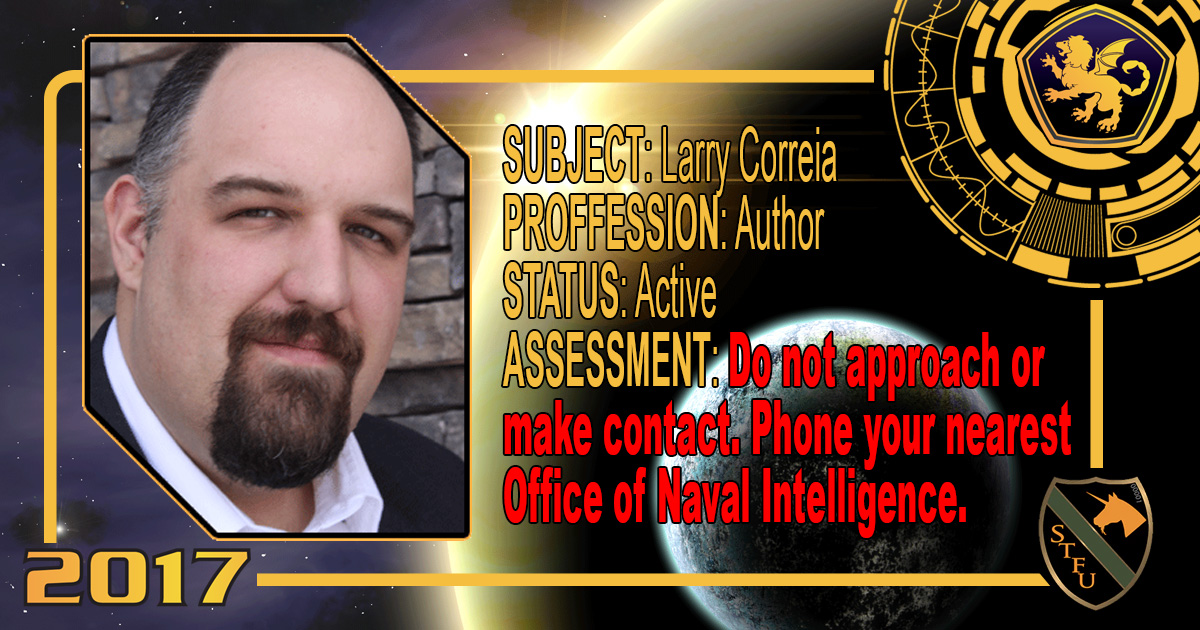 SUBJECT: Larry Correia
PROFFESSION: Author
STATUS: Active
ASSESSMENT: Do not approach or
make contact. Phone your nearest
Office of Naval Intelligence.
2017
STFU